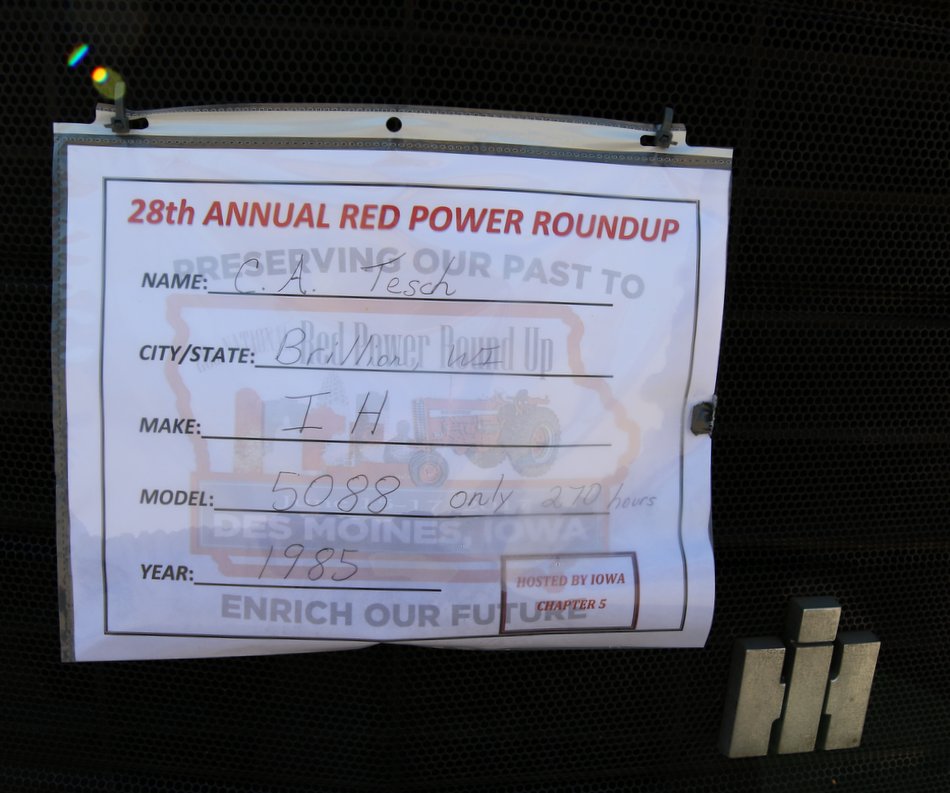 28th ANNUAL RED POWER ROUNDUP
PRESERVING OUR PAST TO
NAME: C. A. Tesch
Red Power Round Up
CITY/STATE: Brillion, WI
MAKE: I H
MODEL: 5088 only 270 hours
DES MOINES, IOWA
YEAR: 1985
HOSTED BY IOWA
CHAPTER 5
ENRICH OUR FUTURE